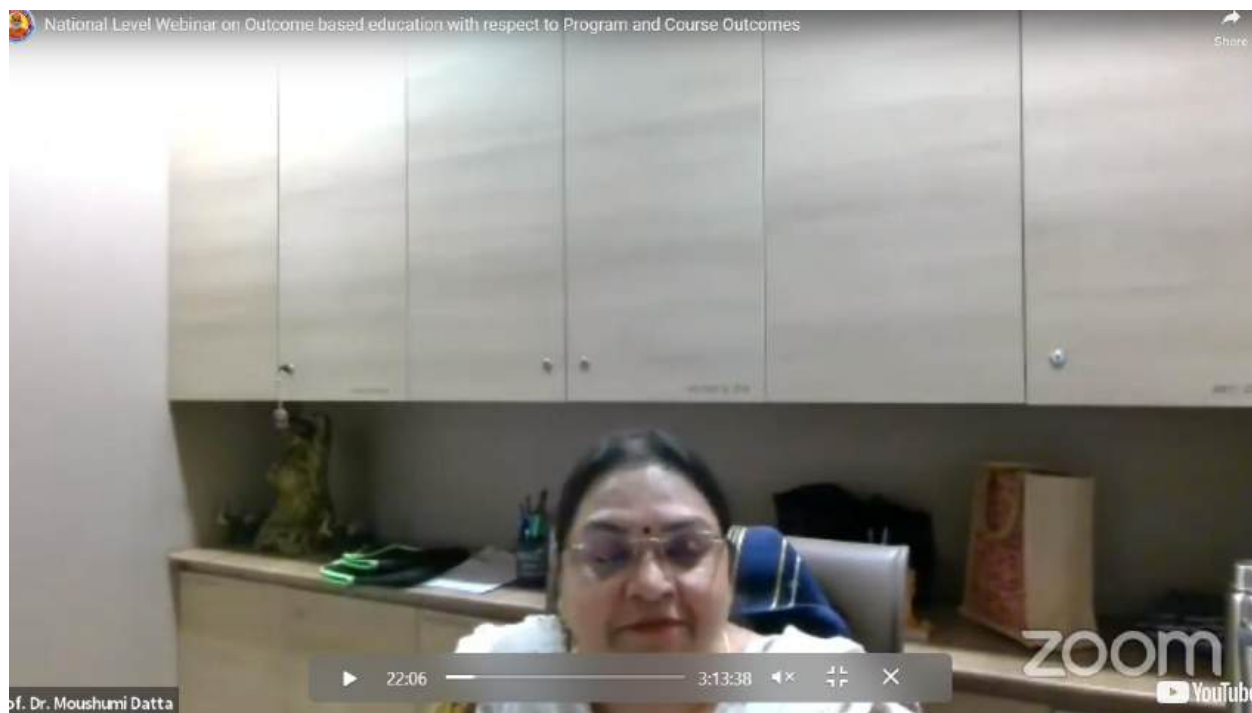 National Level Webinar on Outcome based education with respect to Program and Course Outcomes
Share
22:06
3:13:38
zoom
YouTube
of. Dr. Moushumi Datta